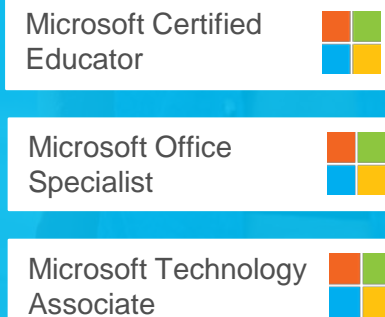 Microsoft Certified
Educator
Microsoft Office
Specialist
Microsoft Technology
Associate